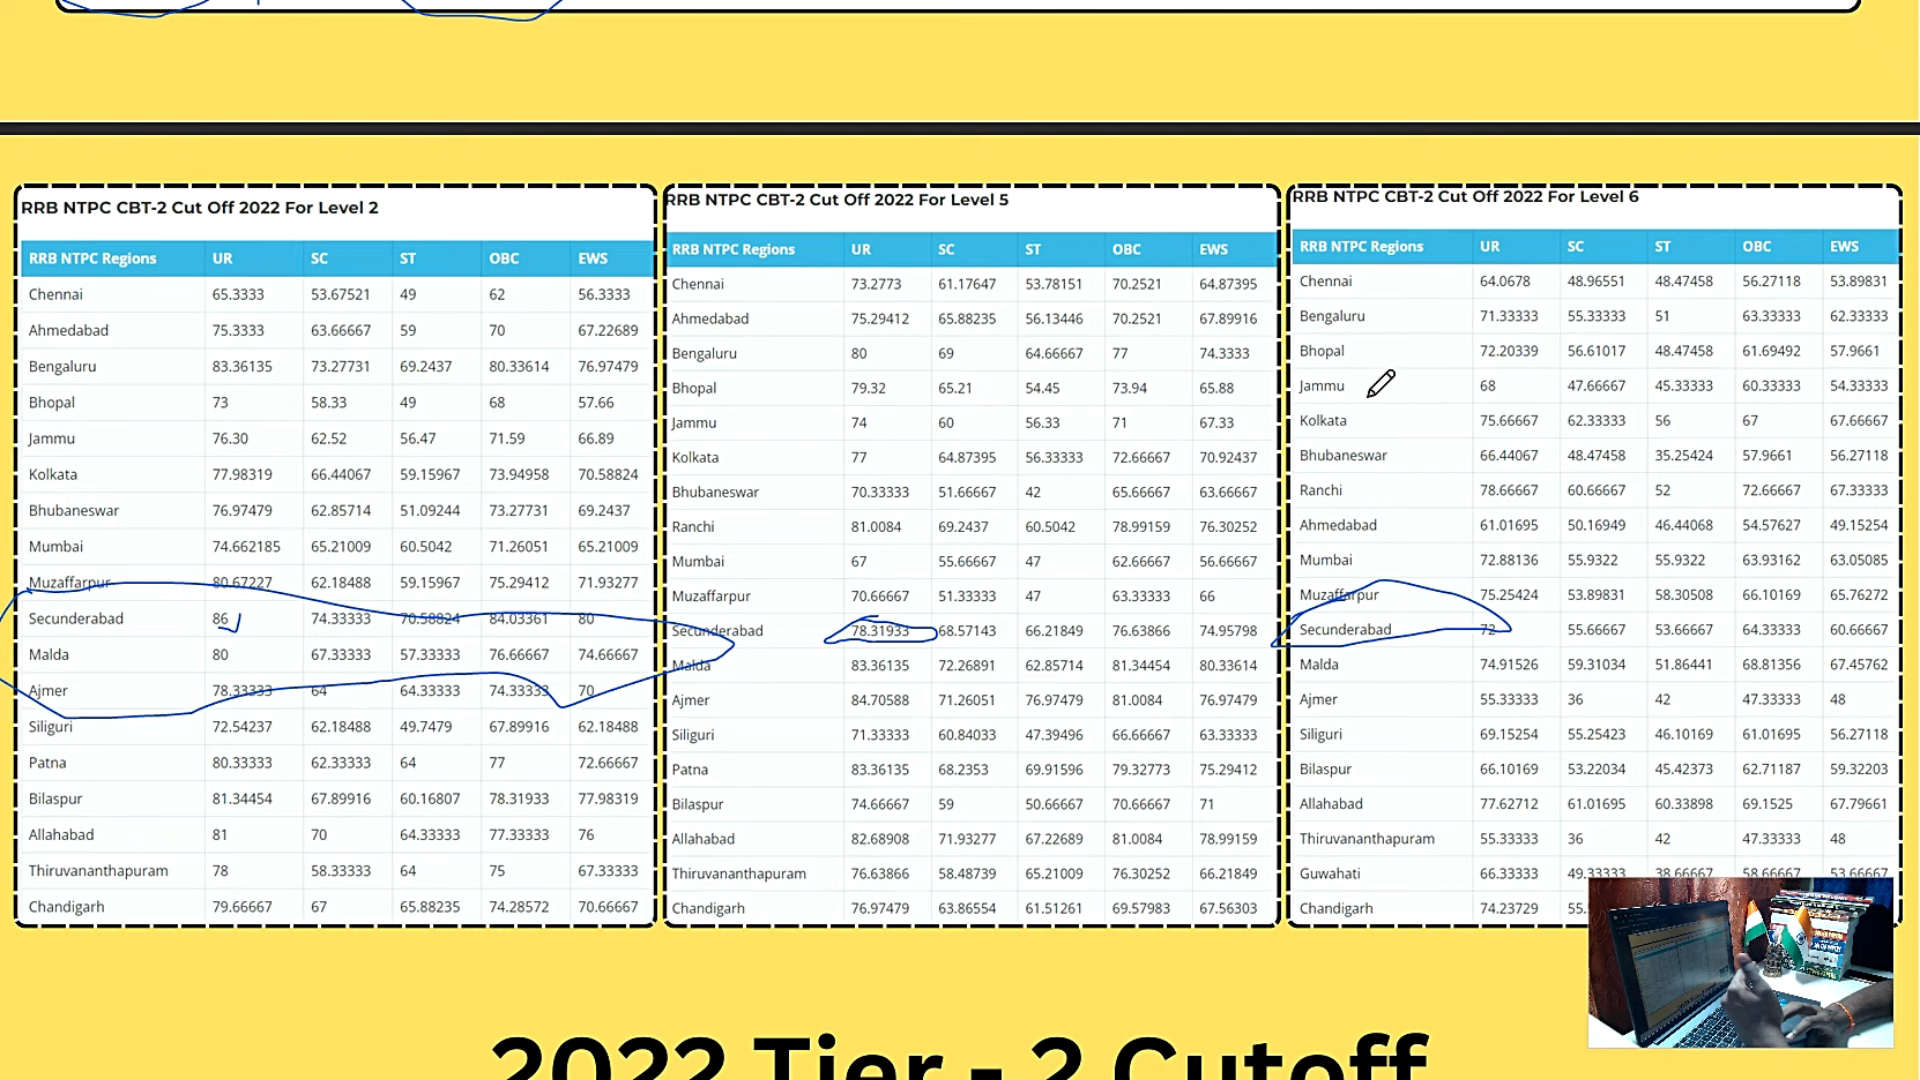 RRB NTPC CBT-2 Cut Off 2022 For Level 2
RRB NTPC Regions UR SC ST OBC EWS
Chennai 65.3333 53.67521 49 62 56.3333
Ahmedabad 75.3333 63.66667 59 70 67.22689
Bengaluru 83.36135 73.27731 69.2437 80.33614 76.97479
Bhopal 73 58.33 49 68 57.66
Jammu 76.30 62.52 56.47 71.59 66.89
Kolkata 77.98319 66.44067 59.15967 73.94958 70.58824
Bhubaneswar 76.97479 62.85714 51.09244 73.27731 69.2437
Mumbai 74.662185 65.21009 60.5042 71.26051 65.21009
Muzaffarpur 80.67227 62.18488 59.15967 75.29412 71.93277
Secunderabad 86 74.33333 70.58824 84.03361 80
Malda 80 67.33333 57.33333 76.66667 74.66667
Ajmer 78.33333 64 64.33333 74.33333 70
Siliguri 72.54237 62.18488 49.7479 67.89916 62.18488
Patna 80.33333 62.33333 64 77 72.66667
Bilaspur 81.34454 67.89916 60.16807 78.31933 77.98319
Allahabad 81 70 64.33333 77.33333 76
Thiruvananthapuram 78 58.33333 64 75 67.33333
Chandigarh 79.66667 67 65.88235 74.28572 70.66667
RRB NTPC CBT-2 Cut Off 2022 For Level 5
RRB NTPC Regions UR SC ST OBC EWS
Chennai 73.2773 61.17647 53.78151 70.2521 64.87395
Ahmedabad 75.29412 65.88235 56.13446 70.2521 67.89916
Bengaluru 80 69 64.66667 77 74.3333
Bhopal 79.32 65.21 54.45 73.94 65.88
Jammu 74 60 56.33 71 67.33
Kolkata 77 64.87395 56.33333 72.66667 70.92437
Bhubaneswar 70.33333 51.66667 42 65.66667 63.66667
Ranchi 81.0084 69.2437 60.5042 78.99159 76.30252
Mumbai 67 55.66667 47 62.66667 56.66667
Muzaffarpur 70.66667 51.33333 47 63.33333 66
Secunderabad 78.31933 68.57143 66.21849 76.63866 74.95798
Malda 83.36135 72.26891 62.85714 81.34454 80.33614
Ajmer 84.70588 71.26051 76.97479 81.0084 76.97479
Siliguri 71.33333 60.84033 47.39496 66.66667 63.33333
Patna 83.36135 68.2353 69.91596 79.32773 75.29412
Bilaspur 74.66667 59 50.66667 70.66667 71
Allahabad 82.68908 71.93277 67.22689 81.0084 78.99159
Thiruvananthapuram 76.63866 58.48739 65.21009 76.30252 66.21849
Chandigarh 76.97479 63.86554 61.51261 69.57983 67.56303
RRB NTPC CBT-2 Cut Off 2022 For Level 6
RRB NTPC Regions UR SC ST OBC EWS
Chennai 64.0678 48.96551 48.47458 56.27118 53.89831
Bengaluru 71.33333 55.33333 51 63.33333 62.33333
Bhopal 72.20339 56.61017 48.47458 61.69492 57.9661
Jammu 68 47.66667 45.33333 60.33333 54.33333
Kolkata 75.66667 62.33333 56 67 67.66667
Bhubaneswar 66.44067 48.47458 35.25424 57.9661 56.27118
Ranchi 78.66667 60.66667 52 72.66667 67.33333
Ahmedabad 61.01695 50.16949 46.44068 54.57627 49.15254
Mumbai 72.88136 55.9322 55.9322 63.93162 63.05085
Muzaffarpur 75.25424 53.89831 58.30508 66.10169 65.76272
Secunderabad 72 55.66667 53.66667 64.33333 60.66667
Malda 74.91526 59.31034 51.86441 68.81356 67.45762
Ajmer 55.33333 36 42 47.33333 48
Siliguri 69.15254 55.25423 46.10169 61.01695 56.27118
Bilaspur 66.10169 53.22034 45.42373 62.71187 59.32203
Allahabad 77.62712 61.01695 60.33898 69.1525 67.79661
Thiruvananthapuram 55.33333 36 42 47.33333 48
Guwahati 66.33333 49.33333 38.66667 58.66667 53.66667
Chandigarh 74.23729 55.
2022 Tier - 2 Cutoff